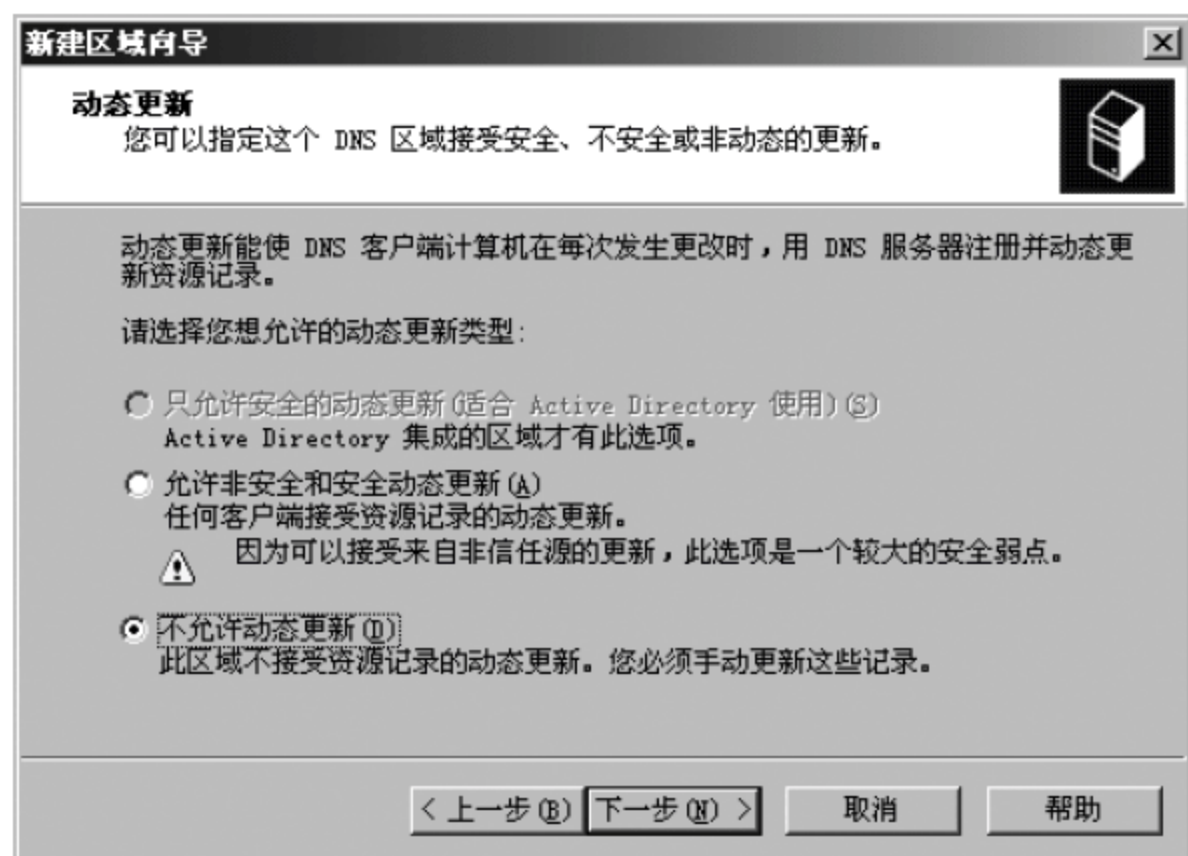 新建区域向导
动态更新
您可以指定这个 DNS 区域接受安全、不安全或非动态的更新。
动态更新能使 DNS 客户端计算机在每次发生更改时，用 DNS 服务器注册并动态更
新资源记录。
请选择您想允许的动态更新类型:
只允许安全的动态更新(适合 Active Directory 使用)(S)
Active Directory 集成的区域才有此选项。
允许非安全和安全动态更新(A)
任何客户端接受资源记录的动态更新。
因为可以接受来自非信任源的更新，此选项是一个较大的安全弱点。
不允许动态更新(D)
此区域不接受资源记录的动态更新。您必须手动更新这些记录。
< 上一步(B) 下一步(N) > 取消 帮助